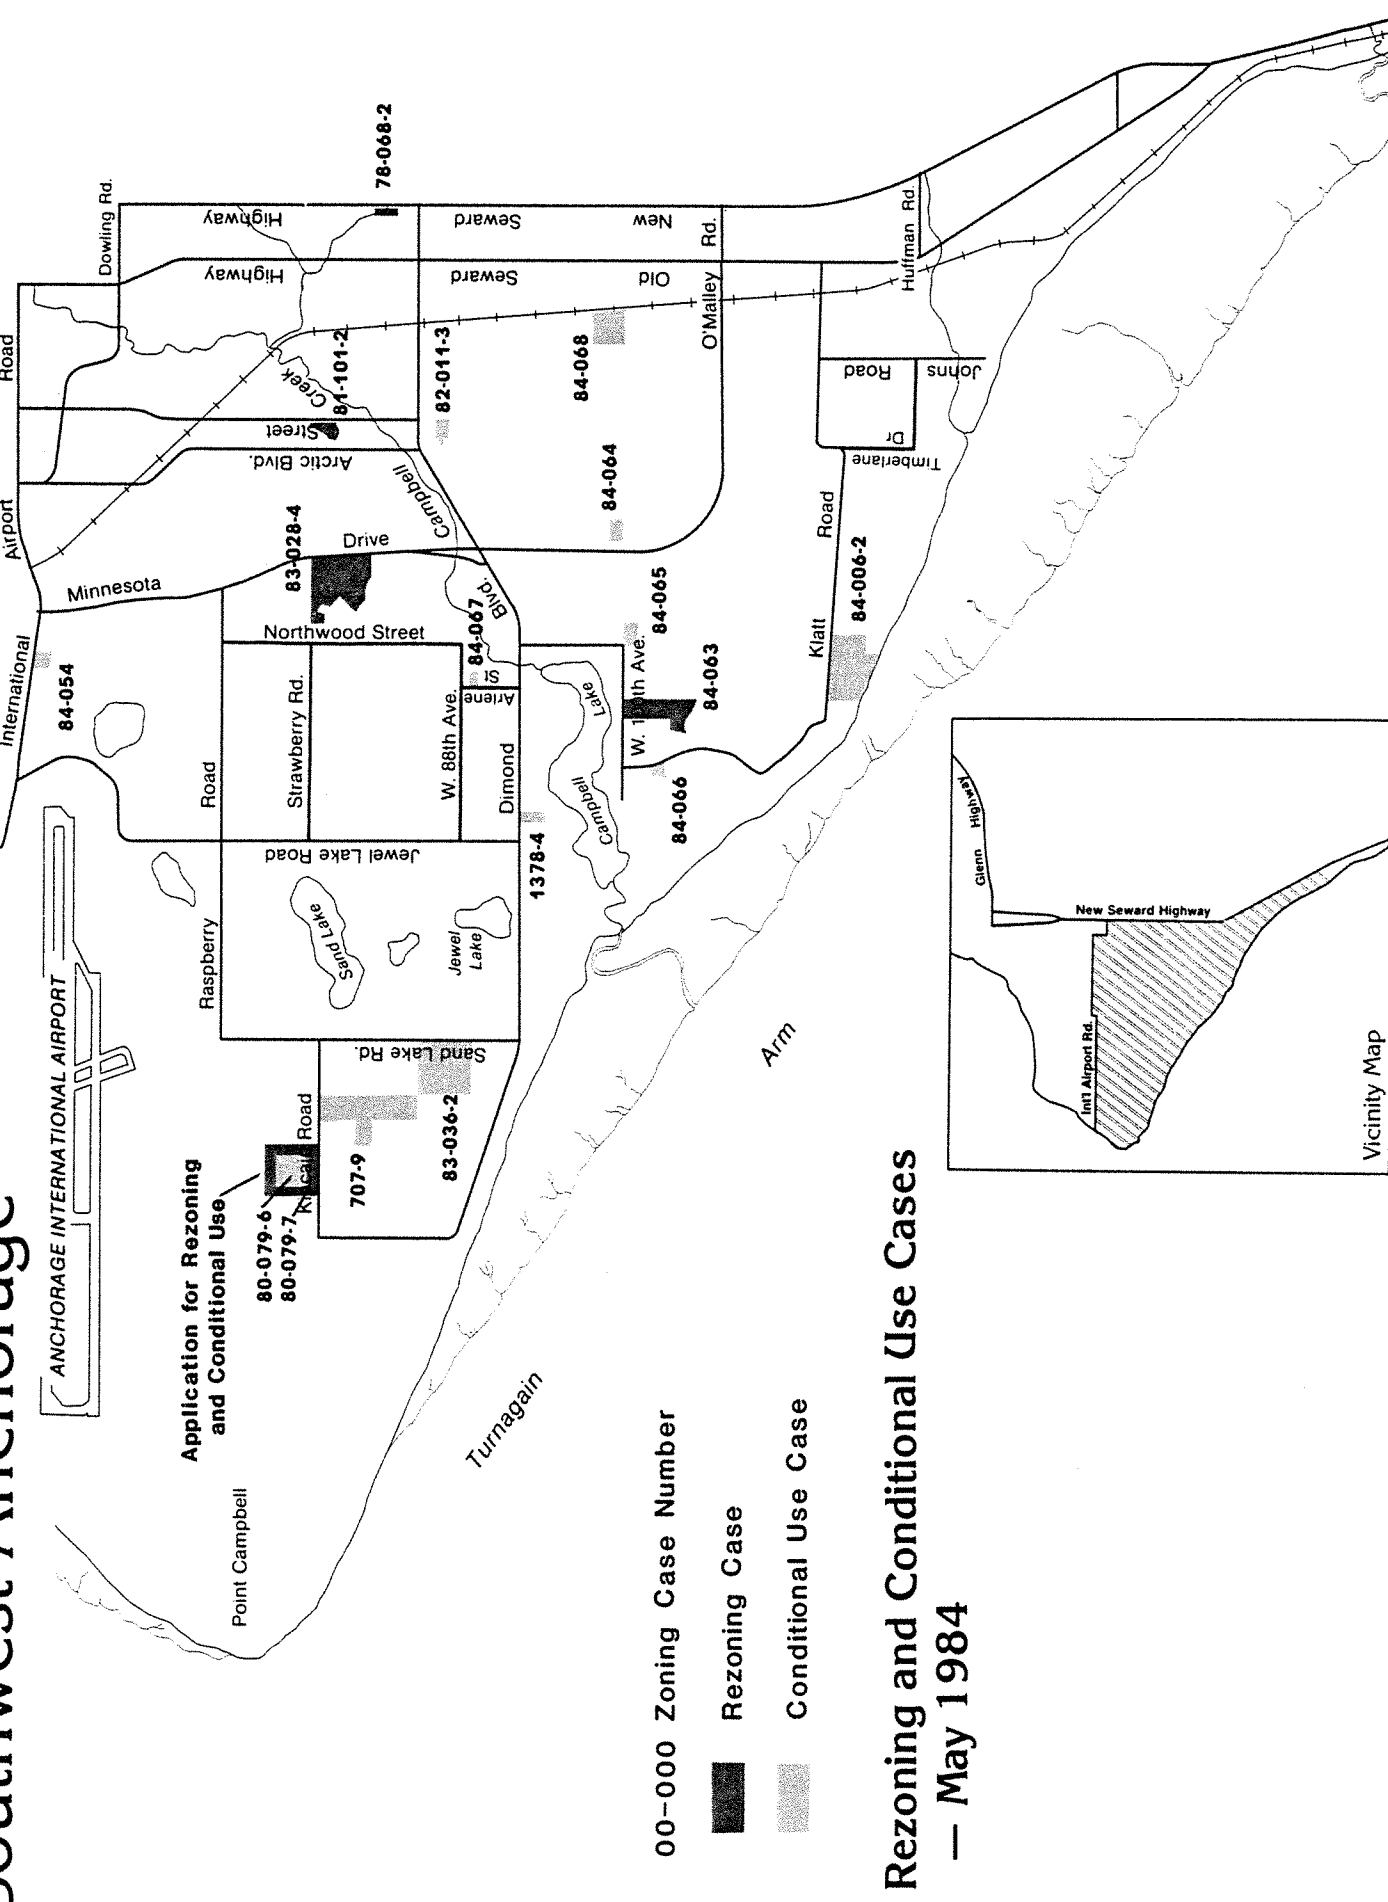 Southwest Anchorage
ANCHORAGE INTERNATIONAL AIRPORT
International
Airport
Road
84-054
Minnesota
Drive
Dowling Rd.
Highway
Highway
Seward
Seward
New
Old
78-068-2
81-101-2
82-011-3
83-028-4
Street
Arctic Blvd.
Campbell
Creek
84-068
84-064
O'Malley
Rd.
Raspberry
Road
Strawberry Rd.
Northwood Street
W. 88th Ave.
Arlene
St
84-067
Dimond
Blvd.
Jewel Lake Road
Sand Lake
Jewel
Lake
1378-4
Campbell
Lake
W. 100th Ave.
84-065
84-063
84-066
Klatt
Road
84-006-2
Timberlane
Dr
Johns
Road
Huffman Rd.
Sand Lake Rd.
Kincaid Road
Application for Rezoning
and Conditional Use
80-079-6
80-079-7
707-9
83-036-2
Point Campbell
Turnagain
Arm
00-000 Zoning Case Number
Rezoning Case
Conditional Use Case
Rezoning and Conditional Use Cases
— May 1984
Glenn
Highway
New Seward Highway
Int'l Airport Rd.
Vicinity Map